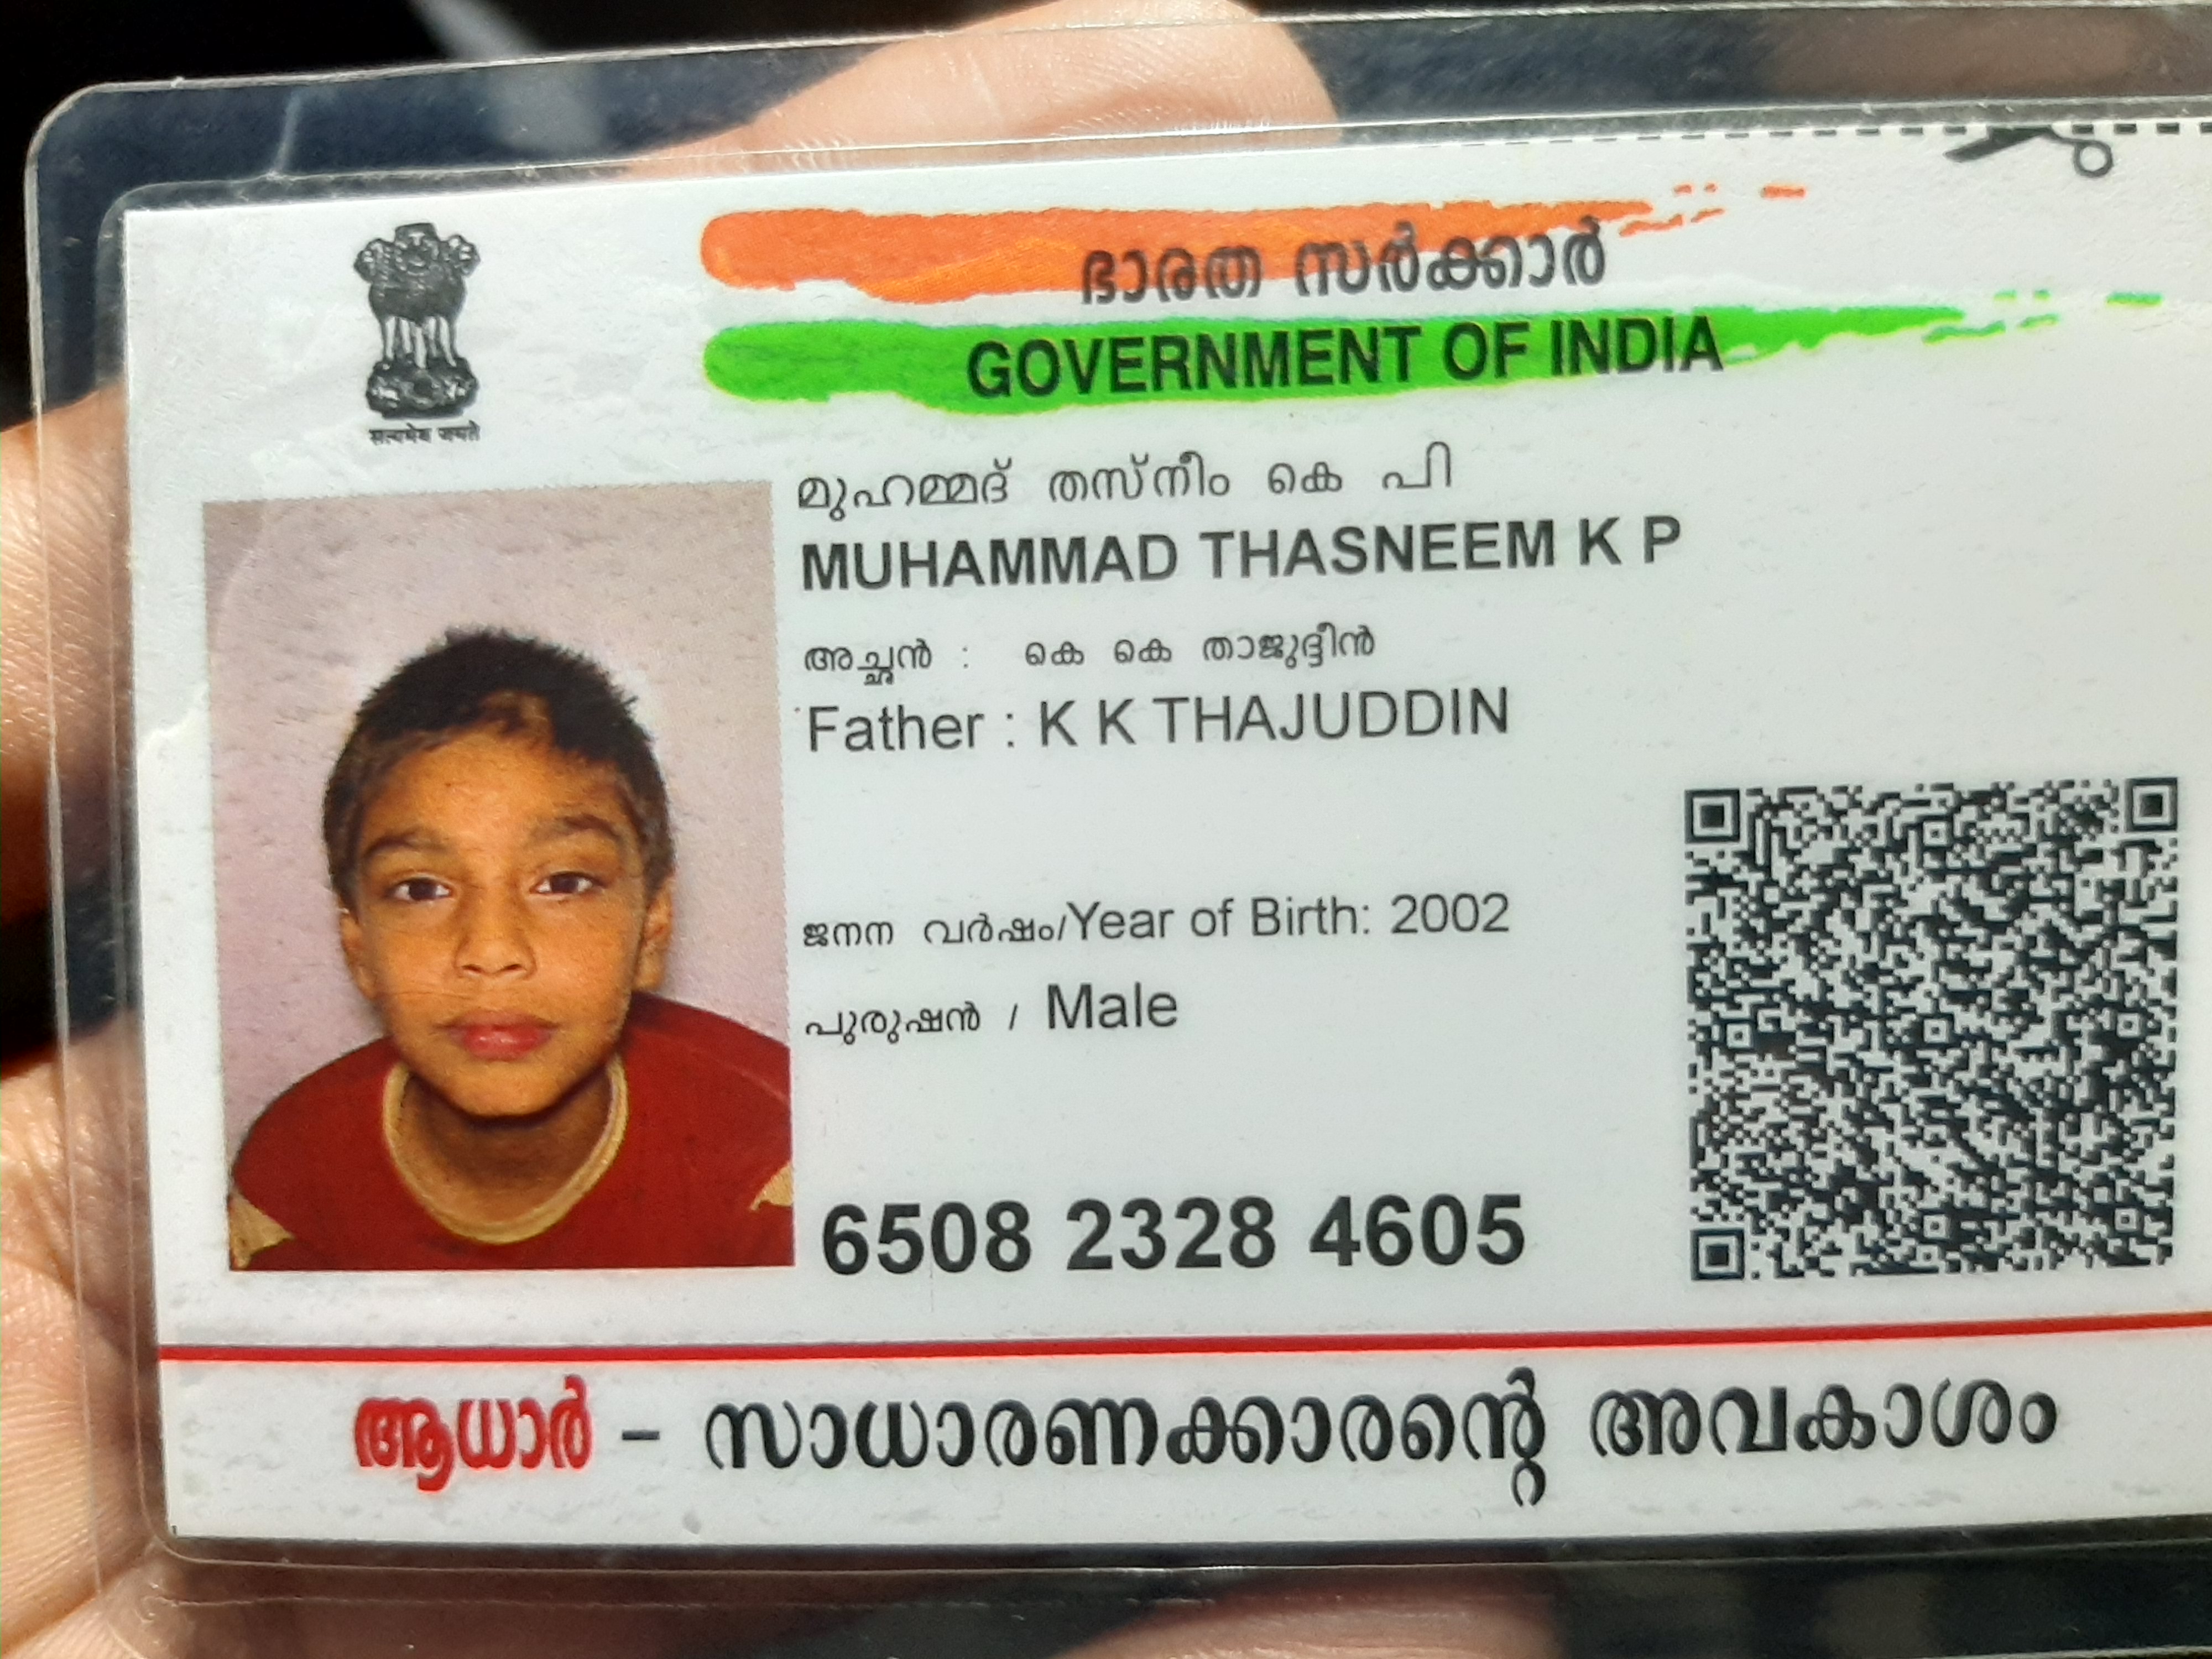 ഭാരത സർക്കാർ
GOVERNMENT OF INDIA
सत्यमेव जयते
മുഹമ്മദ് തസ്നീം കെ പി
MUHAMMAD THASNEEM K P
അച്ഛൻ : കെ കെ താജുദ്ദീൻ
Father : K K THAJUDDIN
ജനന വർഷം/Year of Birth: 2002
പുരുഷൻ / Male
6508 2328 4605
ആധാർ - സാധാരണക്കാരന്റെ അവകാശം